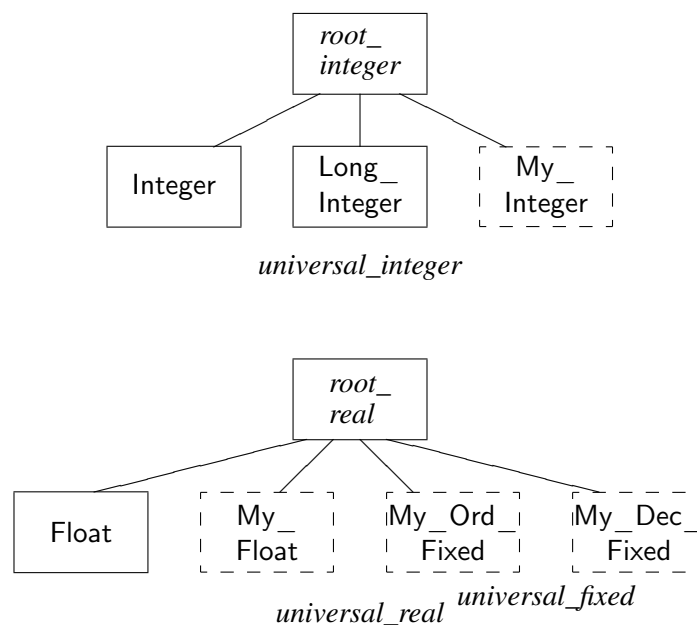 root_
integer
Integer
Long_
Integer
My_
Integer
universal_integer
root_
real
Float
My_
Float
My_Ord_
Fixed
My_Dec_
Fixed
universal_real
universal_fixed